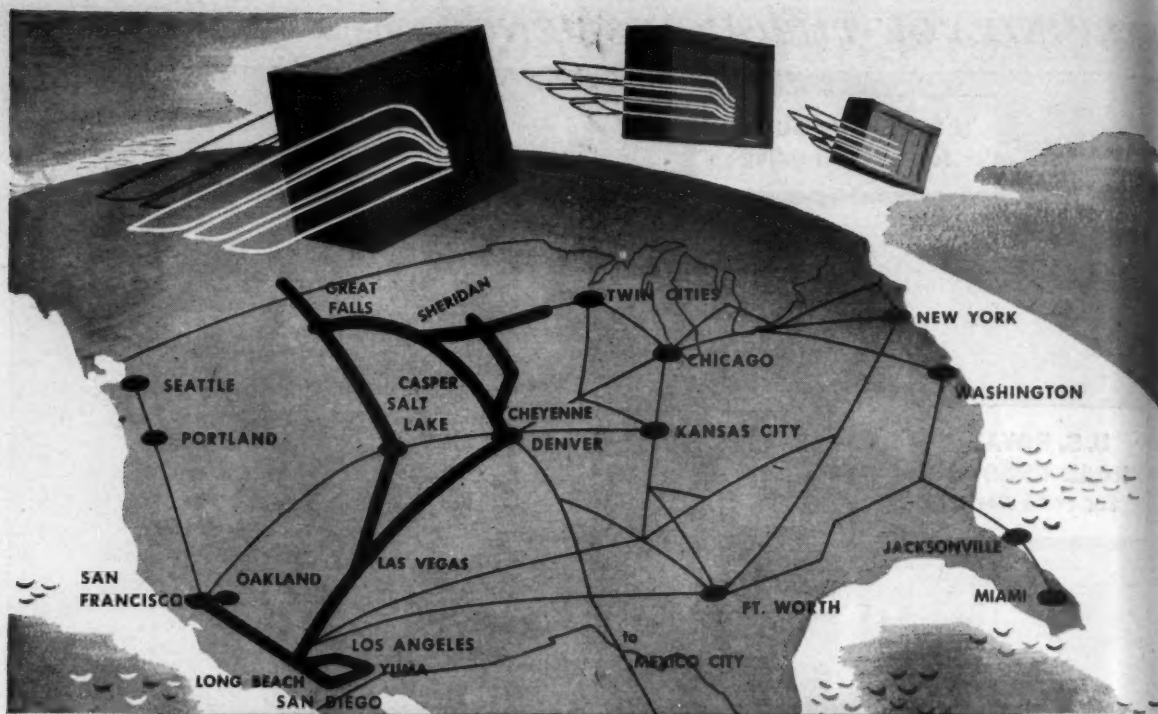 GREAT
FALLS
SHERIDAN
TWIN CITIES
NEW YORK
CHICAGO
SEATTLE
CASPER
WASHINGTON
SALT
LAKE
CHEYENNE
PORTLAND
KANSAS CITY
DENVER
JACKSONVILLE
LAS VEGAS
SAN
FRANCISCO
OAKLAND
MIAMI
FT. WORTH
LOS ANGELES
to
MEXICO CITY
YUMA
LONG BEACH
SAN DIEGO